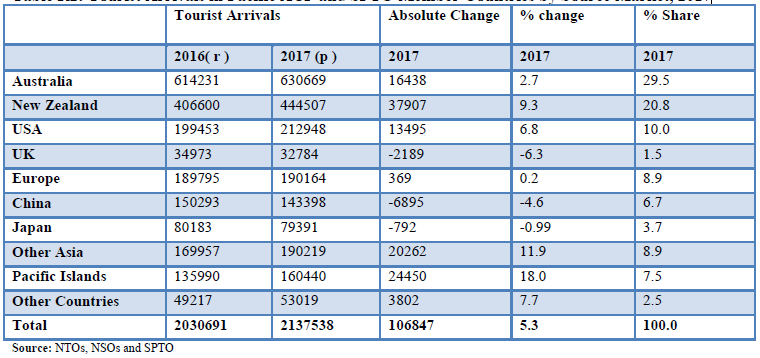 Tourist Arrivals Absolute Change % change % Share
2016( r ) 2017 (p ) 2017 2017 2017
Australia 614231 630669 16438 2.7 29.5
New Zealand 406600 444507 37907 9.3 20.8
USA 199453 212948 13495 6.8 10.0
UK 34973 32784 -2189 -6.3 1.5
Europe 189795 190164 369 0.2 8.9
China 150293 143398 -6895 -4.6 6.7
Japan 80183 79391 -792 -0.99 3.7
Other Asia 169957 190219 20262 11.9 8.9
Pacific Islands 135990 160440 24450 18.0 7.5
Other Countries 49217 53019 3802 7.7 2.5
Total 2030691 2137538 106847 5.3 100.0
Source: NTOs, NSOs and SPTO